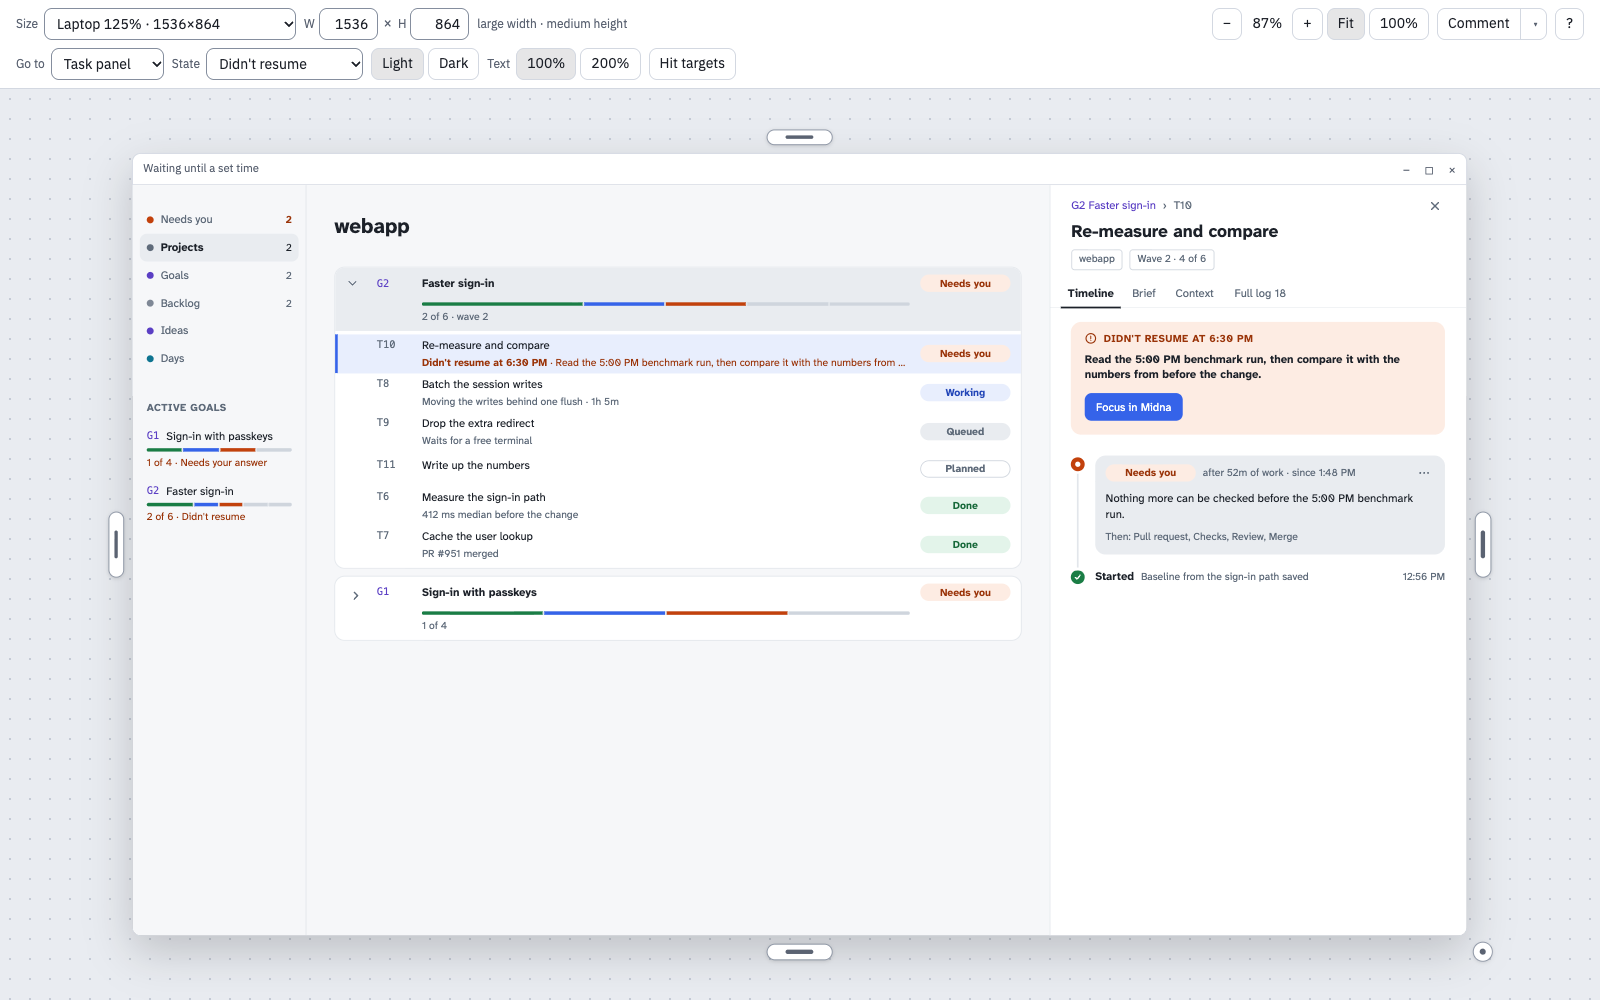 Size Laptop 125% · 1536×864 W 1536 × H 864 large width · medium height − 87% + Fit 100% Comment ?
Go to Task panel State Didn't resume Light Dark Text 100% 200% Hit targets
Waiting until a set time
Needs you 2
Projects 2
Goals 2
Backlog 2
Ideas
Days
ACTIVE GOALS
G1 Sign-in with passkeys
1 of 4 · Needs your answer
G2 Faster sign-in
2 of 6 · Didn't resume
webapp
G2 Faster sign-in Needs you
2 of 6 · wave 2
T10 Re-measure and compare Needs you
Didn't resume at 6:30 PM · Read the 5:00 PM benchmark run, then compare it with the numbers from ...
T8 Batch the session writes Working
Moving the writes behind one flush · 1h 5m
T9 Drop the extra redirect Queued
Waits for a free terminal
T11 Write up the numbers Planned
T6 Measure the sign-in path Done
412 ms median before the change
T7 Cache the user lookup Done
PR #951 merged
G1 Sign-in with passkeys Needs you
1 of 4
G2 Faster sign-in › T10
Re-measure and compare
webapp Wave 2 · 4 of 6
Timeline Brief Context Full log 18
DIDN'T RESUME AT 6:30 PM
Read the 5:00 PM benchmark run, then compare it with the
numbers from before the change.
Focus in Midna
Needs you after 52m of work · since 1:48 PM ···
Nothing more can be checked before the 5:00 PM benchmark
run.
Then: Pull request, Checks, Review, Merge
Started Baseline from the sign-in path saved 12:56 PM